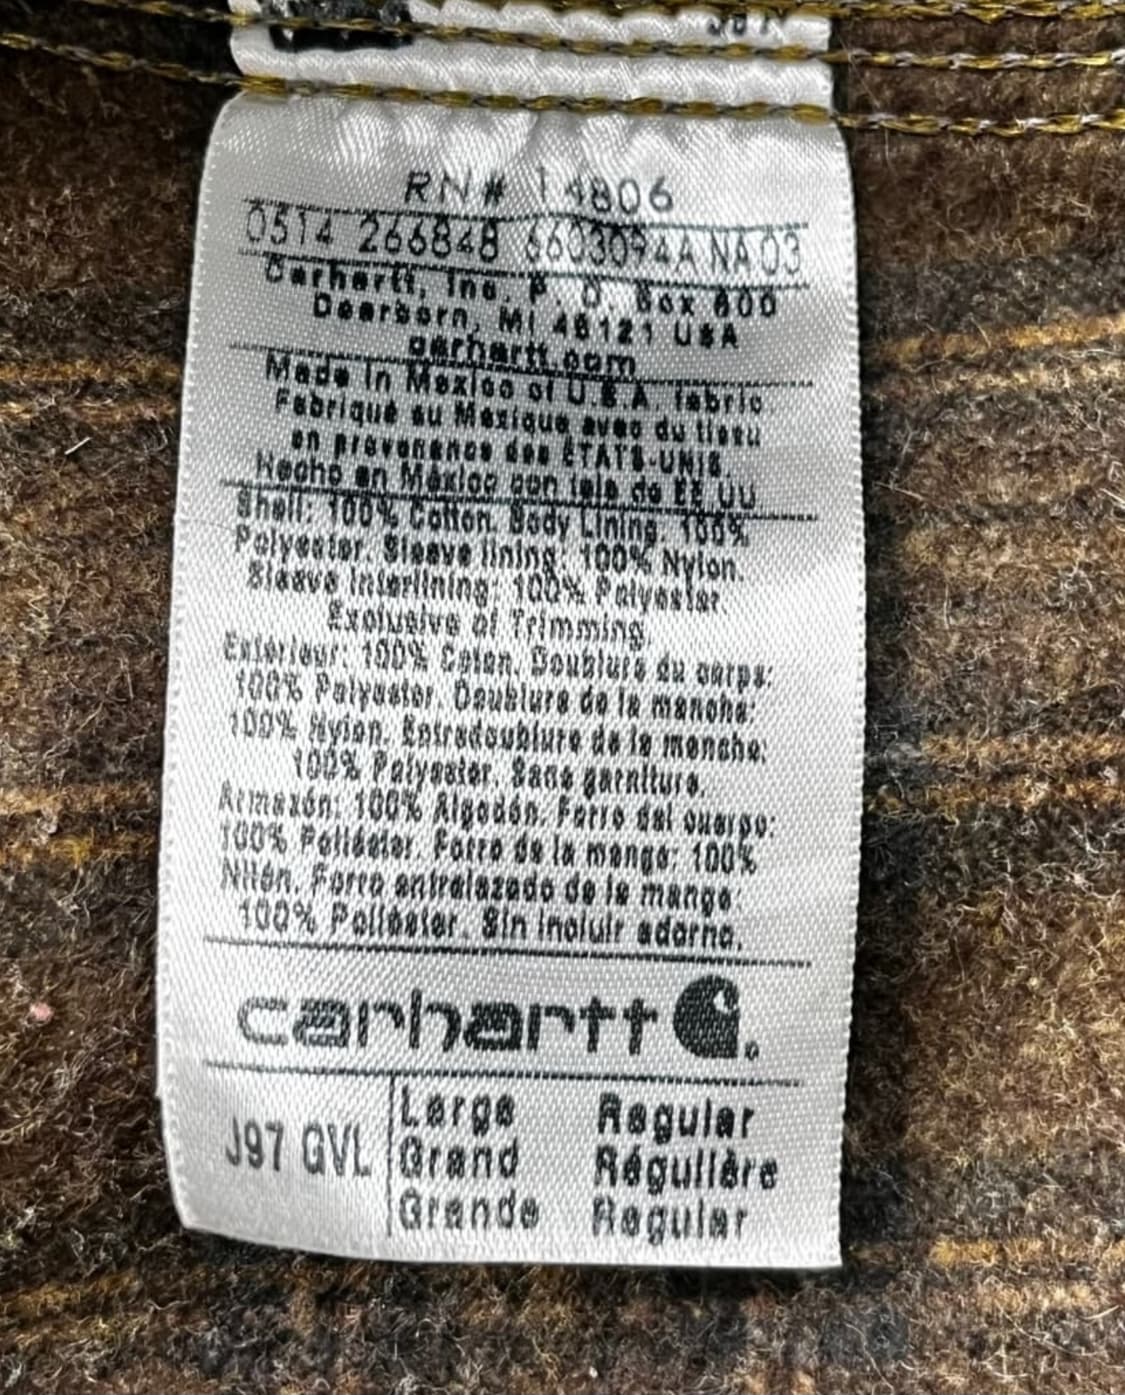 J97
RN# 14806
0514 266848 6603094A NA 03
Carhartt, Inc. P. O. Box 600
Dearborn, MI 48121 USA
carhartt.com
Made in Mexico of U.S.A. fabric.
Fabriqué au Mexique avec du tissu
en provenance des ÉTATS-UNIS.
Hecho en México con tela de EE.UU
Shell: 100% Cotton. Body Lining: 100%
Polyester. Sleeve lining: 100% Nylon.
Sleeve Interlining: 100% Polyester
Exclusive of Trimming.
Extérieur: 100% Coton. Doublure du corps:
100% Polyester. Doublure de la manche:
100% Nylon. Entredoublure de la manche:
100% Polyester. Sans garniture.
Armazón: 100% Algodón. Forro del cuerpo:
100% Poliéster. Forro de la manga: 100%
Nilón. Forro entrelazado de la manga
100% Poliéster. Sin incluir adorno.
carhartt
J97 GVL
Large Regular
Grand Régulière
Grande Regular